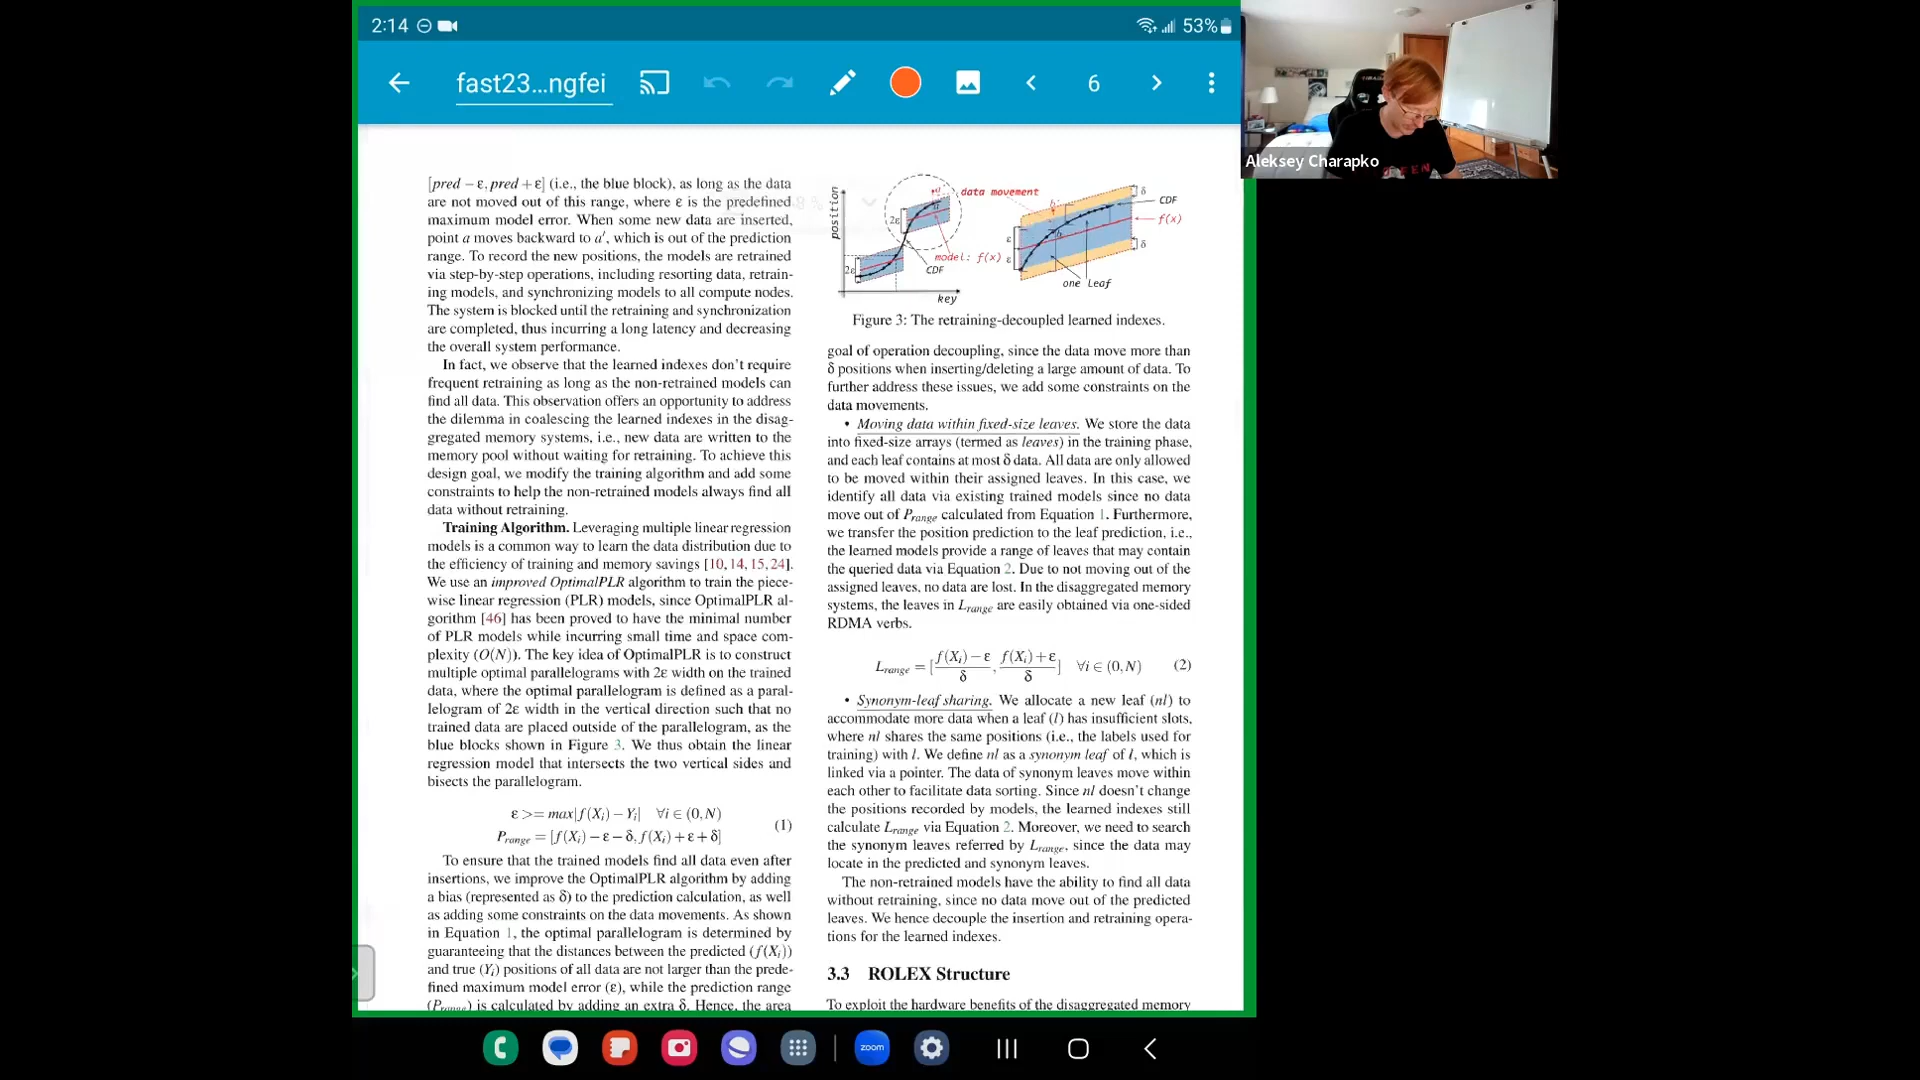 2:14
53%
fast23...ngfei
6
Aleksey Charapko
[pred − ε, pred + ε] (i.e., the blue block), as long as the data
are not moved out of this range, where ε is the predefined
maximum model error. When some new data are inserted,
point a moves backward to a′, which is out of the prediction
range. To record the new positions, the models are retrained
via step-by-step operations, including resorting data, retrain-
ing models, and synchronizing models to all compute nodes.
The system is blocked until the retraining and synchronization
are completed, thus incurring a long latency and decreasing
the overall system performance.
In fact, we observe that the learned indexes don't require
frequent retraining as long as the non-retrained models can
find all data. This observation offers an opportunity to address
the dilemma in coalescing the learned indexes in the disag-
gregated memory systems, i.e., new data are written to the
memory pool without waiting for retraining. To achieve this
design goal, we modify the training algorithm and add some
constraints to help the non-retrained models always find all
data without retraining.
Training Algorithm. Leveraging multiple linear regression
models is a common way to learn the data distribution due to
the efficiency of training and memory savings [10, 14, 15, 24].
We use an improved OptimalPLR algorithm to train the piece-
wise linear regression (PLR) models, since OptimalPLR al-
gorithm [46] has been proved to have the minimal number
of PLR models while incurring small time and space com-
plexity (O(N)). The key idea of OptimalPLR is to construct
multiple optimal parallelograms with 2ε width on the trained
data, where the optimal parallelogram is defined as a paral-
lelogram of 2ε width in the vertical direction such that no
trained data are placed outside of the parallelogram, as the
blue blocks shown in Figure 3. We thus obtain the linear
regression model that intersects the two vertical sides and
bisects the parallelogram.
ε >= max|f(Xi) − Yi| ∀i ∈ (0, N)
Prange = [f(Xi) − ε − δ, f(Xi) + ε + δ]
(1)
To ensure that the trained models find all data even after
insertions, we improve the OptimalPLR algorithm by adding
a bias (represented as δ) to the prediction calculation, as well
as adding some constraints on the data movements. As shown
in Equation 1, the optimal parallelogram is determined by
guaranteeing that the distances between the predicted (f(Xi))
and true (Yi) positions of all data are not larger than the prede-
fined maximum model error (ε), while the prediction range
(Prange) is calculated by adding an extra δ. Hence, the area
position
2ε
2ε
model: f(x)
CDF
key
data movement
δ
CDF
f(x)
ε
ε
δ
one leaf
Figure 3: The retraining-decoupled learned indexes.
goal of operation decoupling, since the data move more than
δ positions when inserting/deleting a large amount of data. To
further address these issues, we add some constraints on the
data movements.
• Moving data within fixed-size leaves. We store the data
into fixed-size arrays (termed as leaves) in the training phase,
and each leaf contains at most δ data. All data are only allowed
to be moved within their assigned leaves. In this case, we
identify all data via existing trained models since no data
move out of Prange calculated from Equation 1. Furthermore,
we transfer the position prediction to the leaf prediction, i.e.,
the learned models provide a range of leaves that may contain
the queried data via Equation 2. Due to not moving out of the
assigned leaves, no data are lost. In the disaggregated memory
systems, the leaves in Lrange are easily obtained via one-sided
RDMA verbs.
Lrange = [f(Xi)−ε/δ, f(Xi)+ε/δ] ∀i ∈ (0, N) (2)
• Synonym-leaf sharing. We allocate a new leaf (nl) to
accommodate more data when a leaf (l) has insufficient slots,
where nl shares the same positions (i.e., the labels used for
training) with l. We define nl as a synonym leaf of l, which is
linked via a pointer. The data of synonym leaves move within
each other to facilitate data sorting. Since nl doesn't change
the positions recorded by models, the learned indexes still
calculate Lrange via Equation 2. Moreover, we need to search
the synonym leaves referred by Lrange, since the data may
locate in the predicted and synonym leaves.
The non-retrained models have the ability to find all data
without retraining, since no data move out of the predicted
leaves. We hence decouple the insertion and retraining opera-
tions for the learned indexes.
3.3 ROLEX Structure
To exploit the hardware benefits of the disaggregated memory
zoom